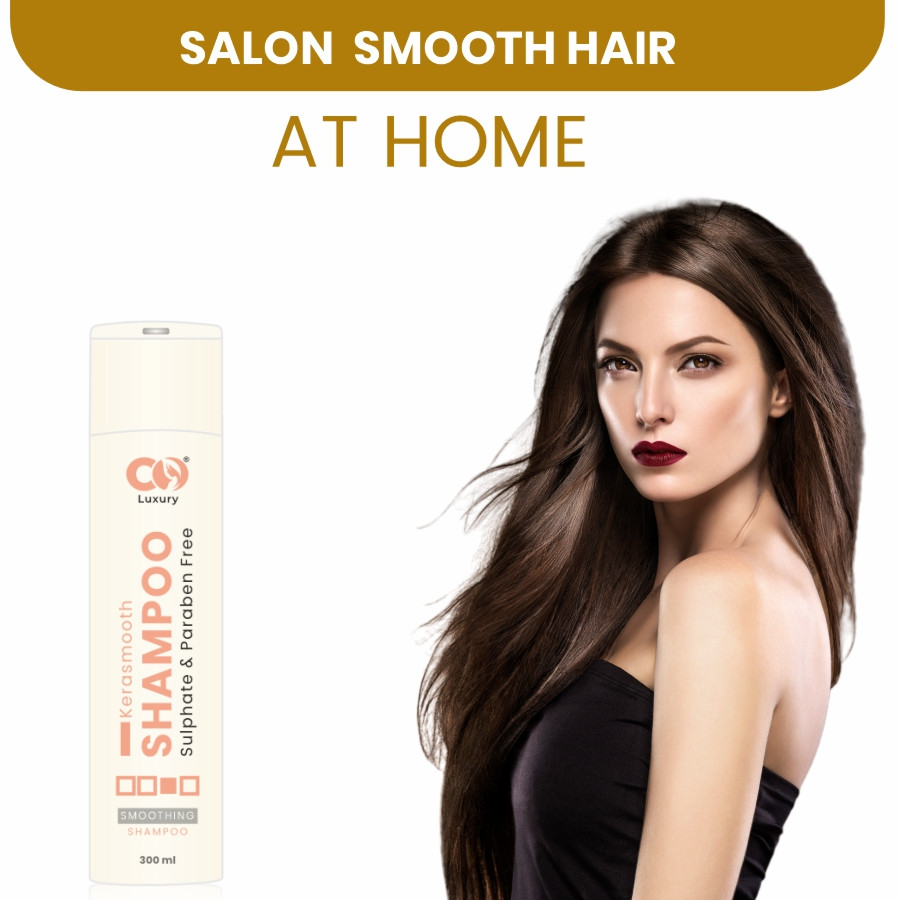 SALON SMOOTH HAIR
AT HOME
CO®
Luxury
Kerasmooth
SHAMPOO
Sulphate & Paraben Free
SMOOTHING
SHAMPOO
300 ml